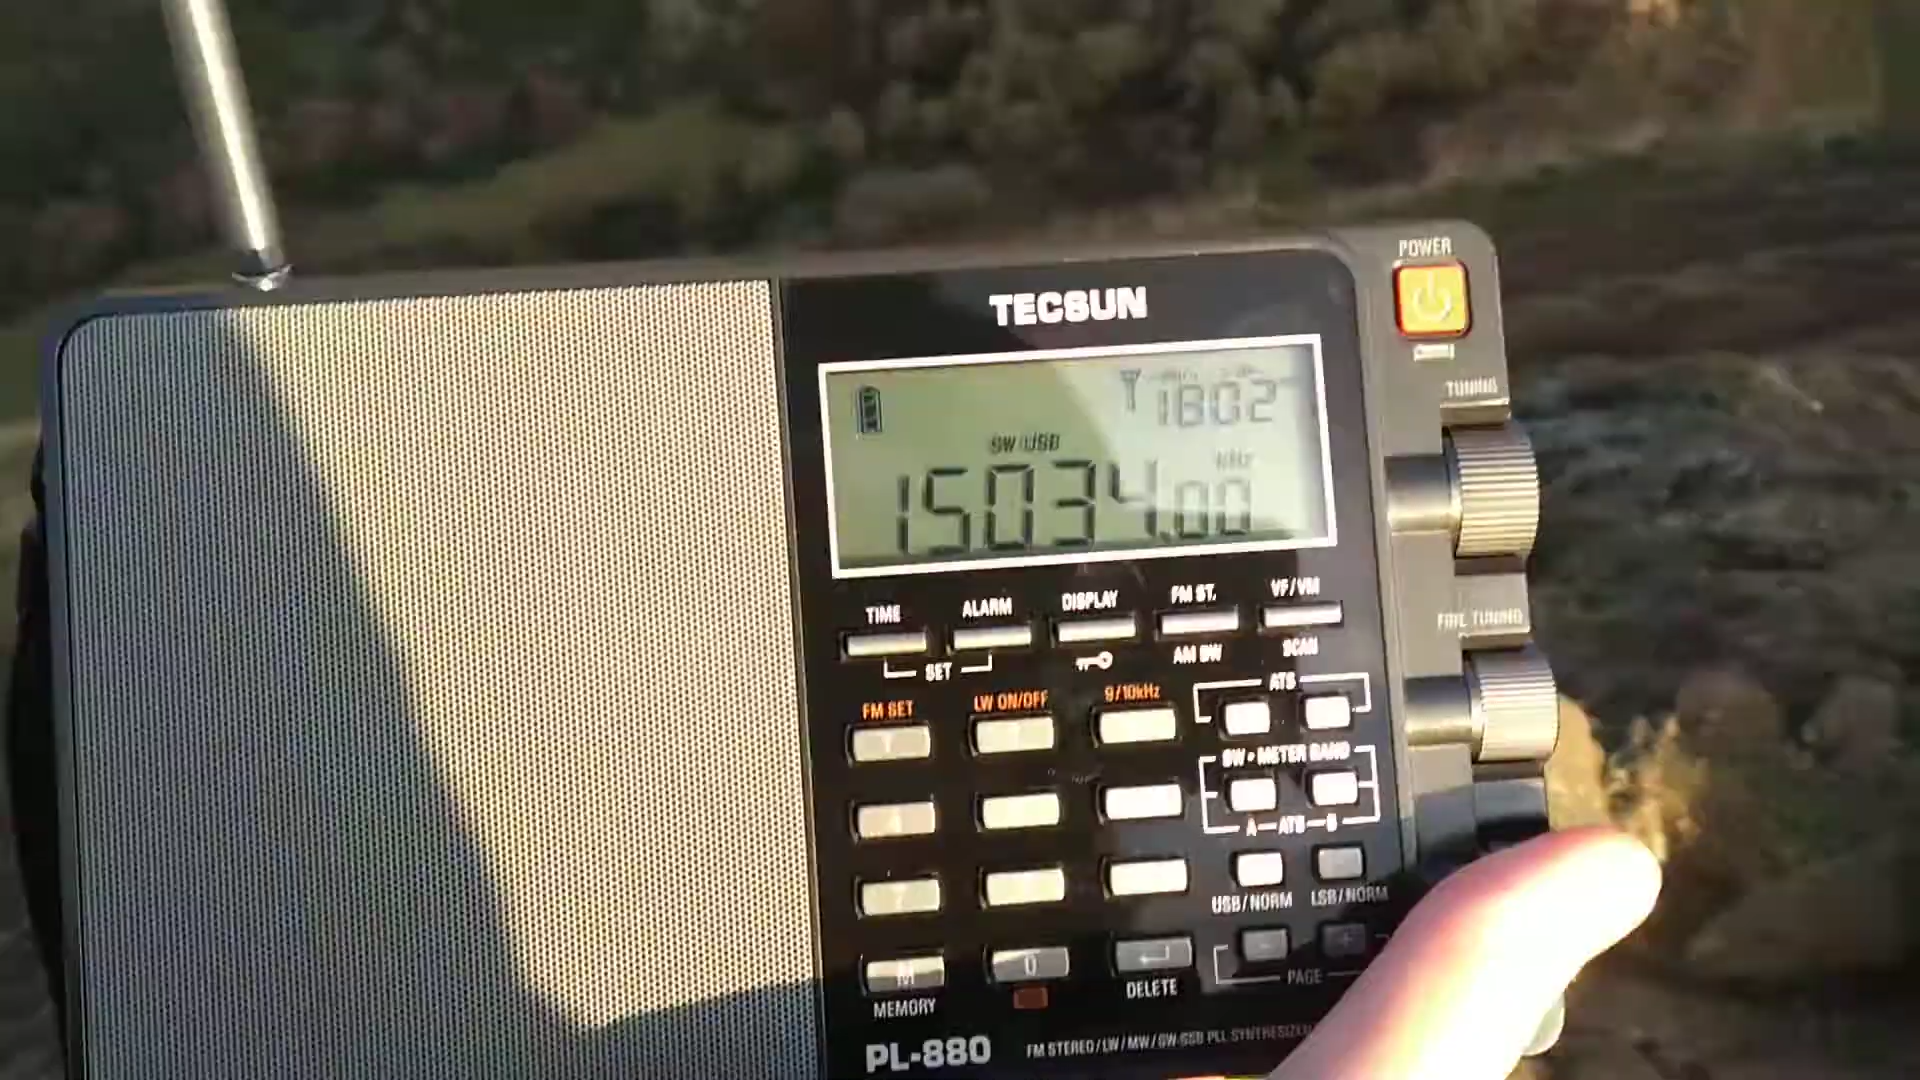 POWER
TECSUN
TUNING
SW USB
kHz
15034.00
TIME
ALARM
DISPLAY
FM ST.
VF/VM
FINE TUNING
SET
AM BW
SCAN
FM SET
LW ON/OFF
9/10kHz
ATS
SW • METER BAND
A—ATS—B
USB/NORM
LSB/NORM
M
0
- +
PAGE
MEMORY
DELETE
PL-880
FM STEREO/LW/MW/SW-SSB PLL SYNTHESIZED